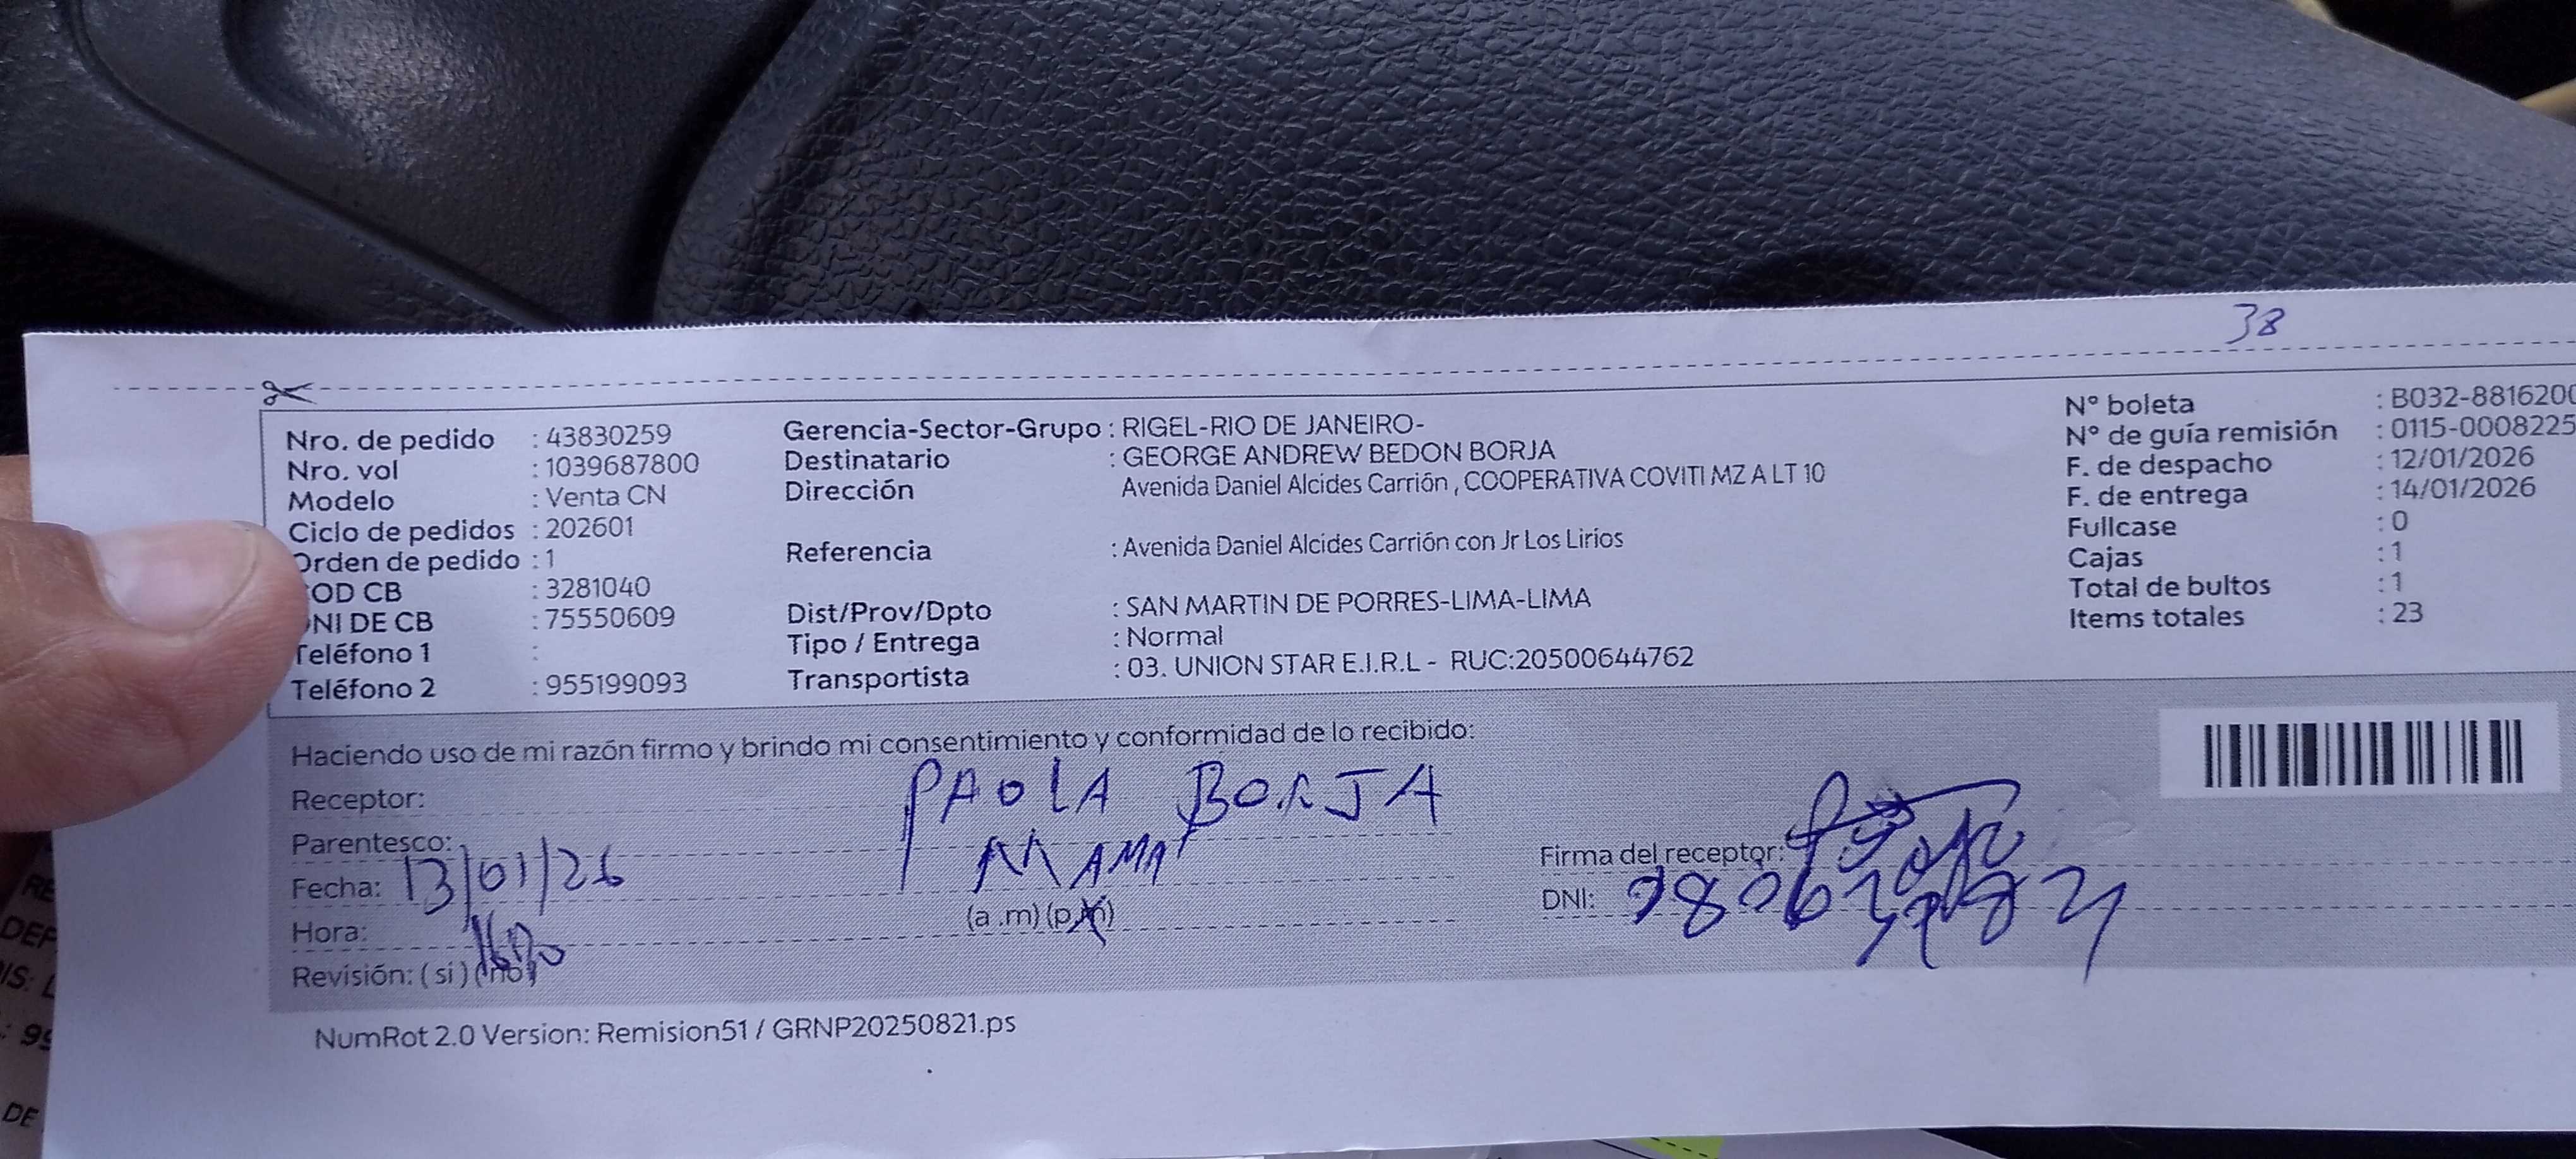 38
Nro. de pedido : 43830259
Nro. vol : 1039687800
Modelo : Venta CN
Ciclo de pedidos : 202601
Orden de pedido : 1
OD CB : 3281040
NI DE CB : 75550609
Teléfono 1 :
Teléfono 2 : 955199093
Gerencia-Sector-Grupo : RIGEL-RIO DE JANEIRO-
Destinatario : GEORGE ANDREW BEDON BORJA
Dirección Avenida Daniel Alcides Carrión , COOPERATIVA COVITI MZ A LT 10
Referencia : Avenida Daniel Alcides Carrión con Jr Los Lirios
Dist/Prov/Dpto : SAN MARTIN DE PORRES-LIMA-LIMA
Tipo / Entrega : Normal
Transportista : 03. UNION STAR E.I.R.L - RUC:20500644762
N° boleta : B032-8816200
N° de guía remisión : 0115-0008225
F. de despacho : 12/01/2026
F. de entrega : 14/01/2026
Fullcase : 0
Cajas : 1
Total de bultos : 1
Items totales : 23
Haciendo uso de mi razón firmo y brindo mi consentimiento y conformidad de lo recibido:
Receptor: PAOLA BORJA
Parentesco: MAMA
Fecha: 13/01/26
Hora: (a .m) (p.m)
Revisión: ( si ) ( no )
Firma del receptor:
DNI:
NumRot 2.0 Version: Remision51 / GRNP20250821.ps
RE
DEP
IS: L
: 99
DE